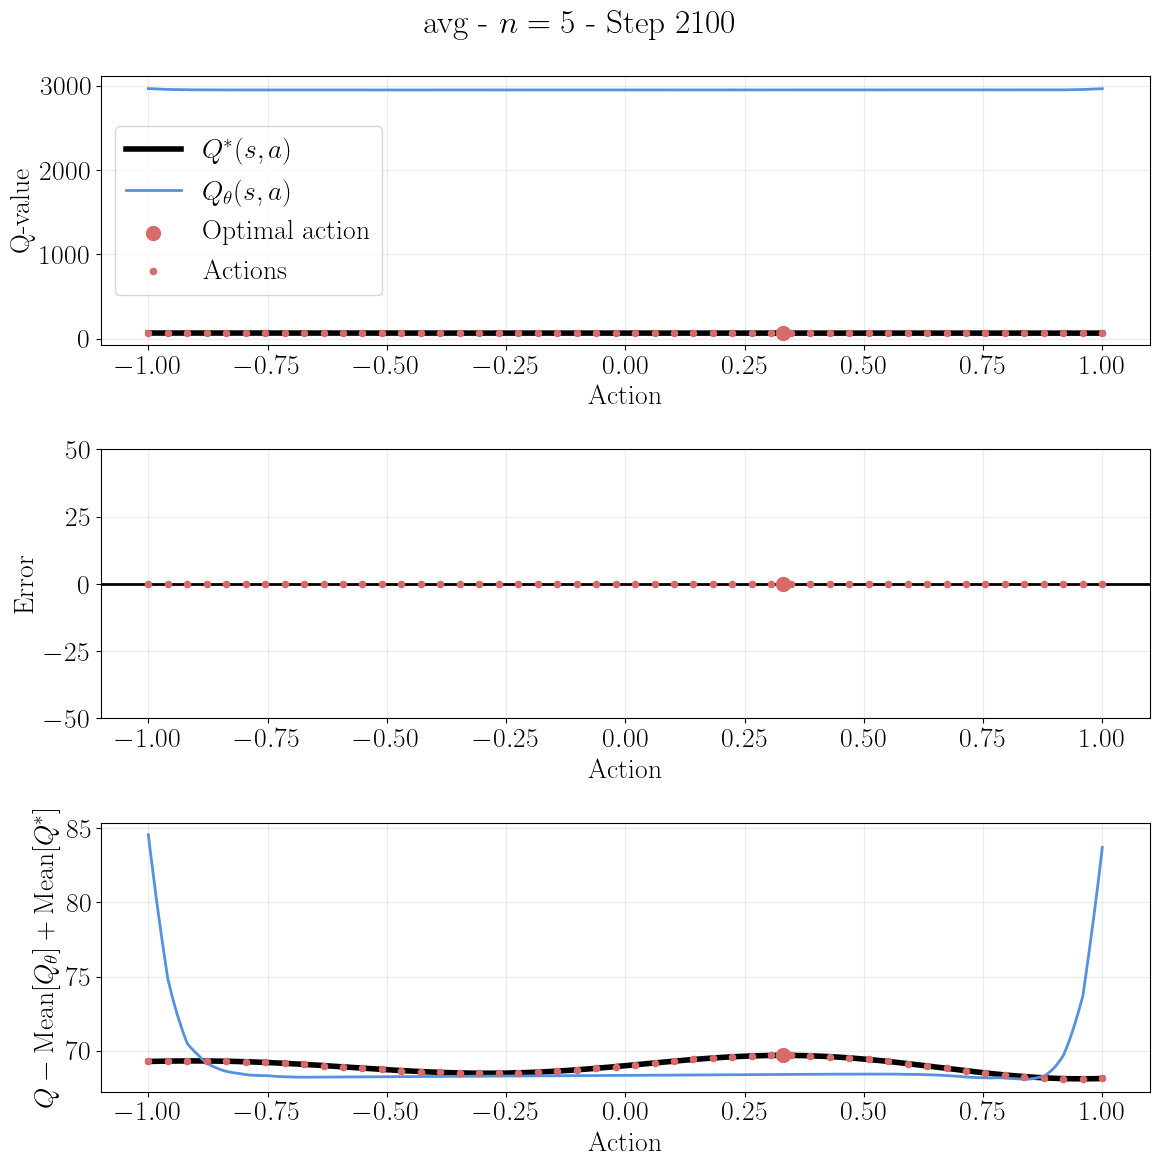 avg - n = 5 - Step 2100
3000
2000
1000
0
Q-value
Q*(s, a)
Qθ(s, a)
Optimal action
Actions
−1.00 −0.75 −0.50 −0.25 0.00 0.25 0.50 0.75 1.00
Action
50
25
0
−25
−50
Error
−1.00 −0.75 −0.50 −0.25 0.00 0.25 0.50 0.75 1.00
Action
85
80
75
70
Q − Mean[Qθ] + Mean[Q*]
−1.00 −0.75 −0.50 −0.25 0.00 0.25 0.50 0.75 1.00
Action